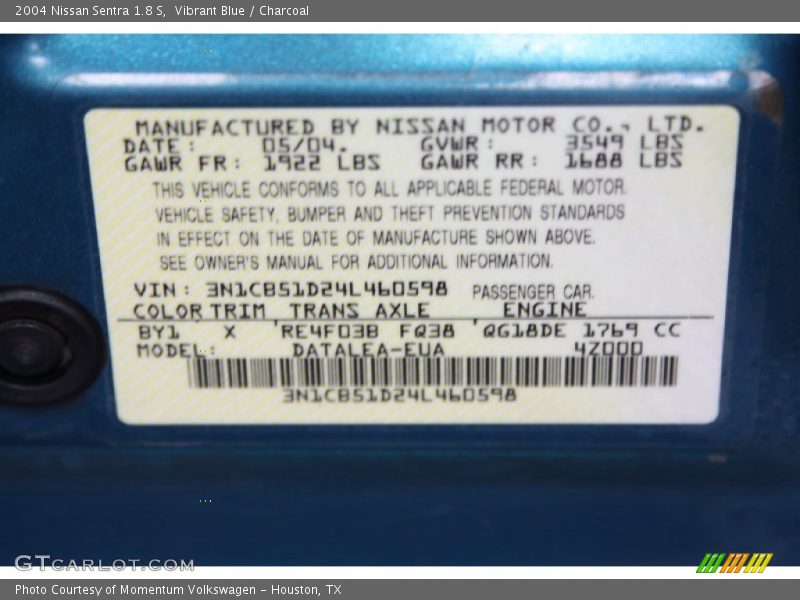 2004 Nissan Sentra 1.8 S,  Vibrant Blue / Charcoal
MANUFACTURED BY NISSAN MOTOR CO., LTD.
DATE: 05/04. GVWR: 3549 LBS
GAWR FR: 1922 LBS GAWR RR: 1688 LBS
THIS VEHICLE CONFORMS TO ALL APPLICABLE FEDERAL MOTOR.
VEHICLE SAFETY, BUMPER AND THEFT PREVENTION STANDARDS
IN EFFECT ON THE DATE OF MANUFACTURE SHOWN ABOVE.
SEE OWNER'S MANUAL FOR ADDITIONAL INFORMATION.
VIN: 3N1CB51D24L460598 PASSENGER CAR.
COLOR TRIM TRANS AXLE ENGINE
BY1 X 'RE4F03B FQ38 'QG18DE 1769 CC
MODEL: DATALEA-EUA 4Z000
3N1CB51D24L460598
GTCARLOT.COM
Photo Courtesy of Momentum Volkswagen - Houston, TX